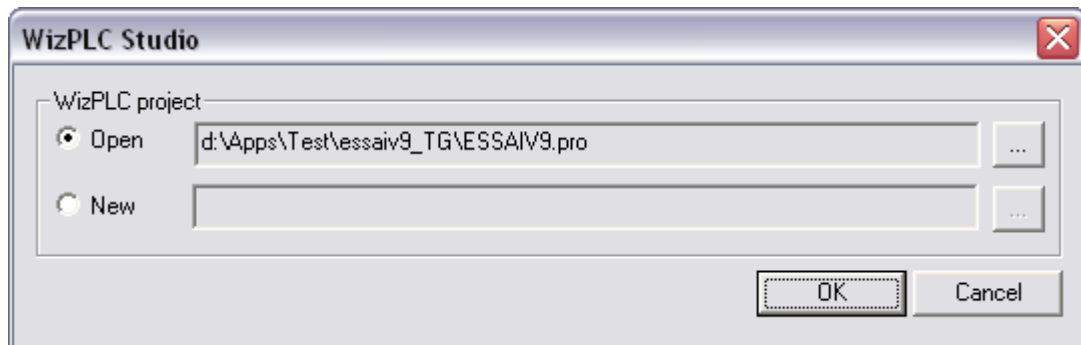 WizPLC Studio
WizPLC project
Open d:\Apps\Test\essaiv9_TG\ESSAIV9.pro ...
New ...
OK Cancel